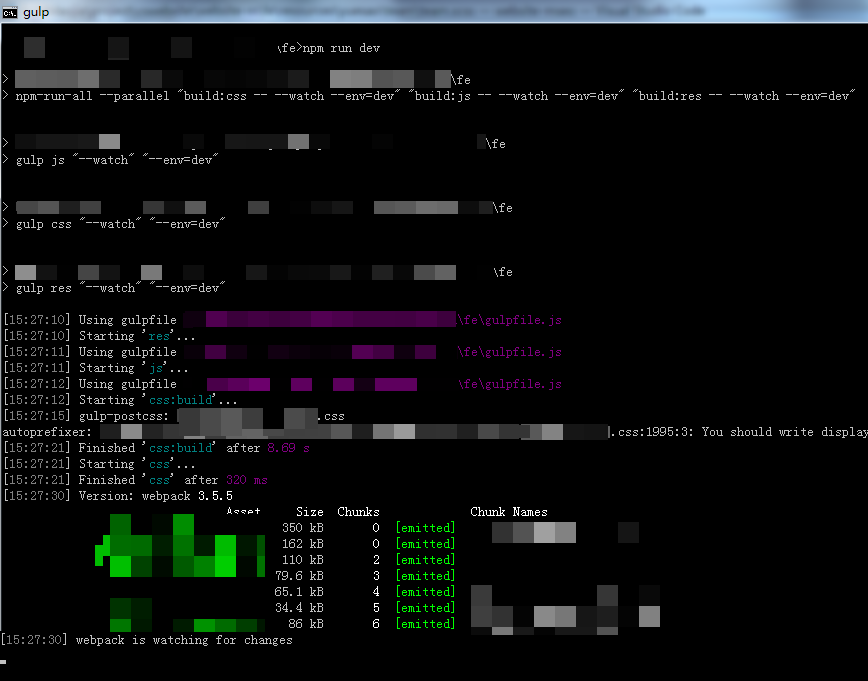 gulp
\fe>npm run dev
> \fe
> npm-run-all --parallel "build:css -- --watch --env=dev" "build:js -- --watch --env=dev" "build:res -- --watch --env=dev"
> \fe
> gulp js "--watch" "--env=dev"
> \fe
> gulp css "--watch" "--env=dev"
> \fe
> gulp res "--watch" "--env=dev"
[15:27:10] Using gulpfile \fe\gulpfile.js
[15:27:10] Starting 'res'...
[15:27:11] Using gulpfile \fe\gulpfile.js
[15:27:11] Starting 'js'...
[15:27:12] Using gulpfile \fe\gulpfile.js
[15:27:12] Starting 'css:build'...
[15:27:15] gulp-postcss: .css
autoprefixer: .css:1995:3: You should write display
[15:27:21] Finished 'css:build' after 8.69 s
[15:27:21] Starting 'css'...
[15:27:21] Finished 'css' after 320 ms
[15:27:30] Version: webpack 3.5.5
Asset Size Chunks Chunk Names
350 kB 0 [emitted]
162 kB 0 [emitted]
110 kB 2 [emitted]
79.6 kB 3 [emitted]
65.1 kB 4 [emitted]
34.4 kB 5 [emitted]
86 kB 6 [emitted]
[15:27:30] webpack is watching for changes